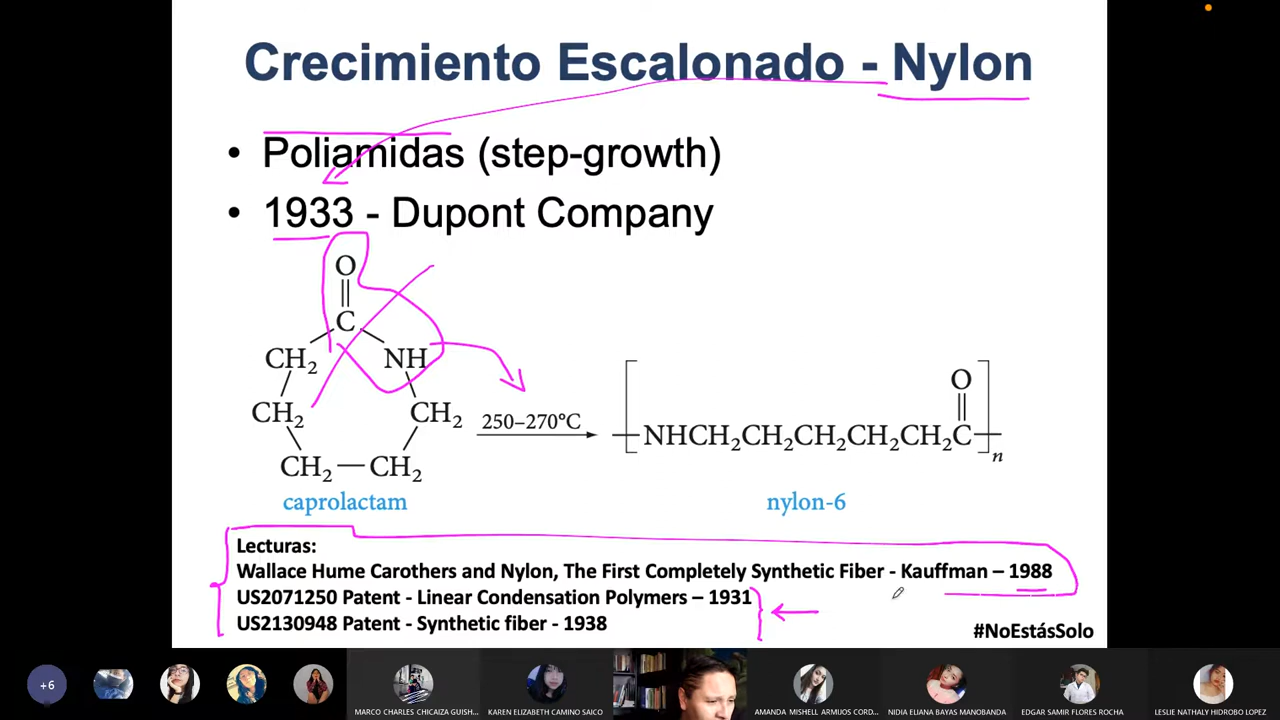 Crecimiento Escalonado - Nylon
• Poliamidas (step-growth)
• 1933 - Dupont Company
O
C
CH2 NH
CH2 CH2
CH2 — CH2
caprolactam
250–270°C
O
NHCH2CH2CH2CH2CH2C
n
nylon-6
Lecturas:
Wallace Hume Carothers and Nylon, The First Completely Synthetic Fiber - Kauffman – 1988
US2071250 Patent - Linear Condensation Polymers – 1931
US2130948 Patent - Synthetic fiber - 1938
#NoEstásSolo
+6
MARCO CHARLES CHICAIZA GUISH...
KAREN ELIZABETH CAMINO SAICO
AMANDA MISHELL ARMIJOS CORD...
NIDIA ELIANA BAYAS MANOBANDA
EDGAR SAMIR FLORES ROCHA
LESLIE NATHALY HIDROBO LOPEZ